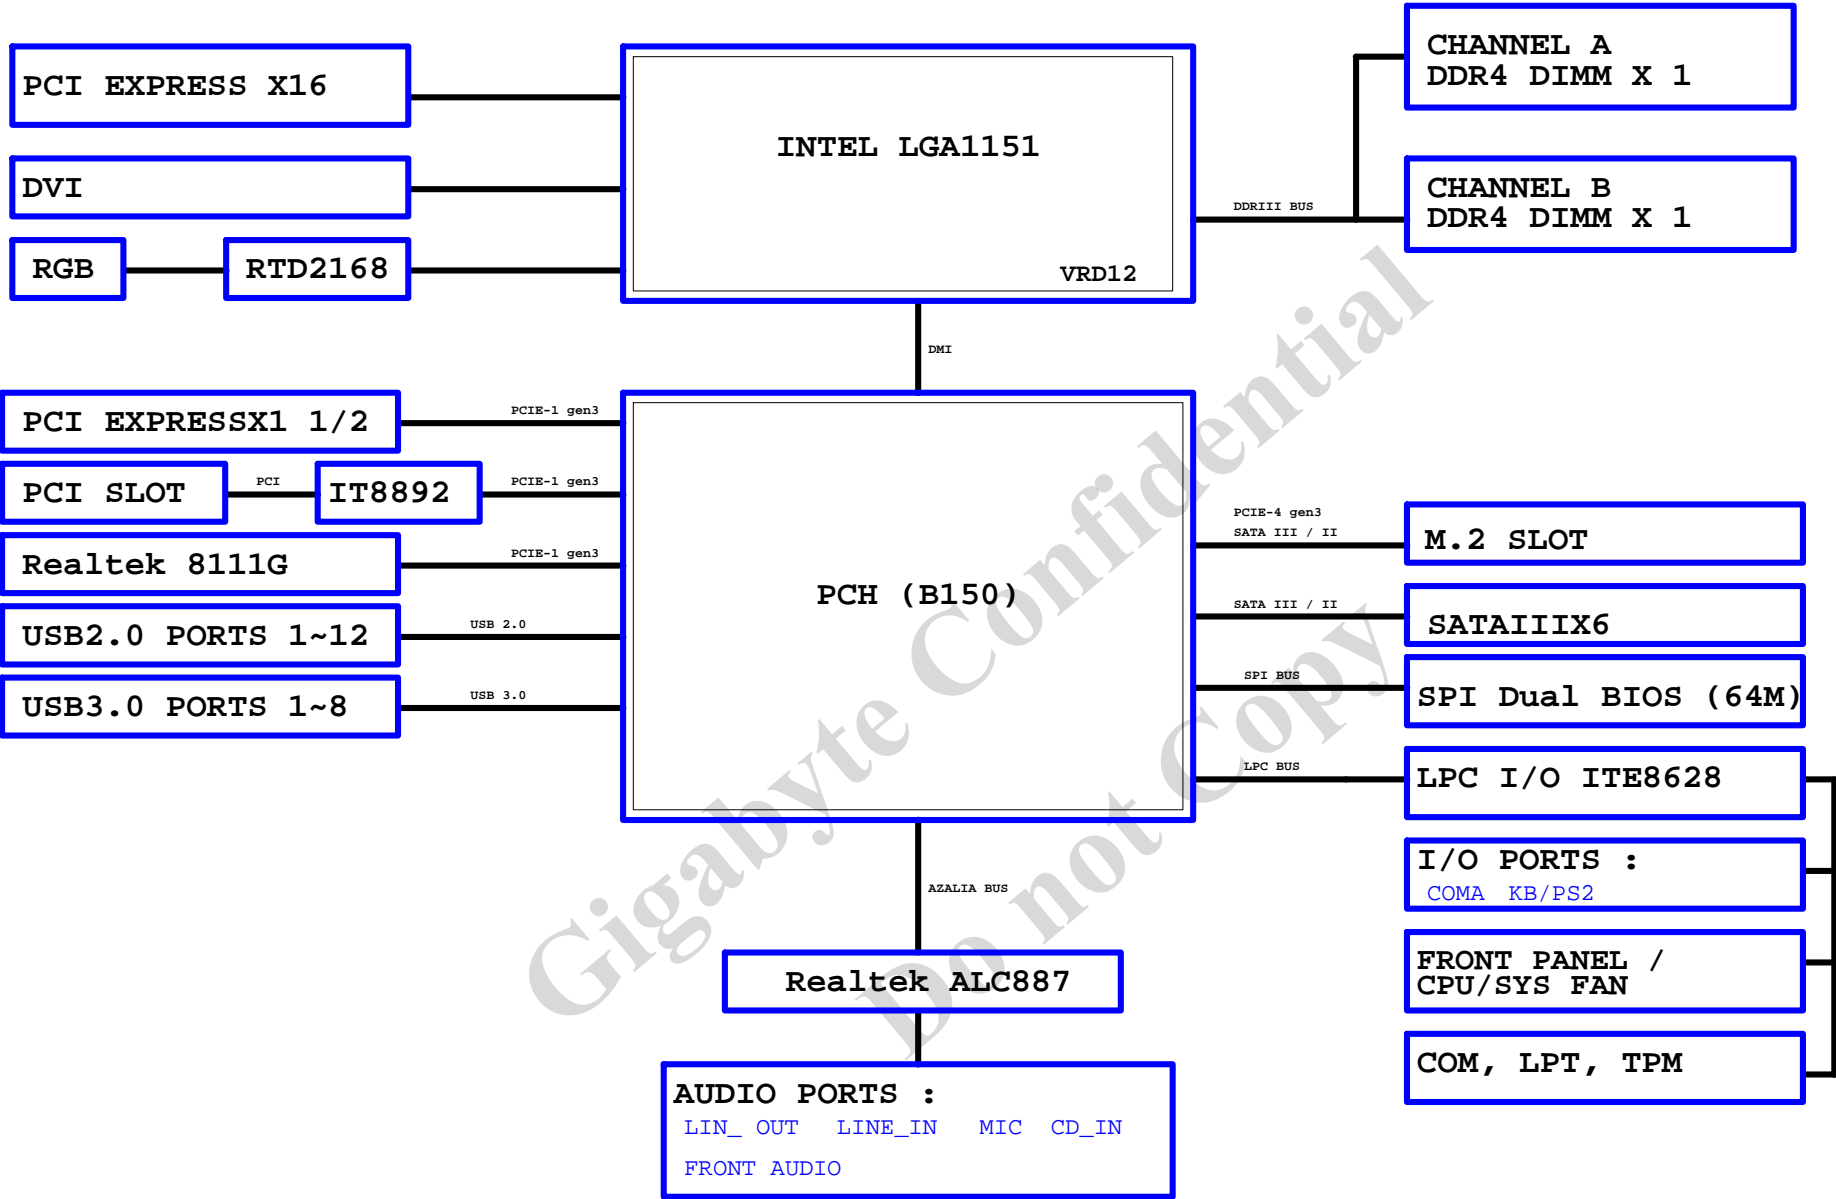 PCI EXPRESS X16
DVI
RGB
RTD2168
INTEL LGA1151
VRD12
DDRIII BUS
CHANNEL A
DDR4 DIMM X 1
CHANNEL B
DDR4 DIMM X 1
DMI
PCI EXPRESSX1 1/2
PCIE-1 gen3
PCI SLOT
PCI
IT8892
PCIE-1 gen3
Realtek 8111G
PCIE-1 gen3
USB2.0 PORTS 1~12
USB 2.0
USB3.0 PORTS 1~8
USB 3.0
PCH (B150)
PCIE-4 gen3
SATA III / II
M.2 SLOT
SATA III / II
SATAIIIX6
SPI BUS
SPI Dual BIOS (64M)
LPC BUS
LPC I/O ITE8628
I/O PORTS :
COMA KB/PS2
FRONT PANEL /
CPU/SYS FAN
COM, LPT, TPM
AZALIA BUS
Realtek ALC887
AUDIO PORTS :
LIN_ OUT LINE_IN MIC CD_IN
FRONT AUDIO
Gigabyte Confidential
Do not Copy